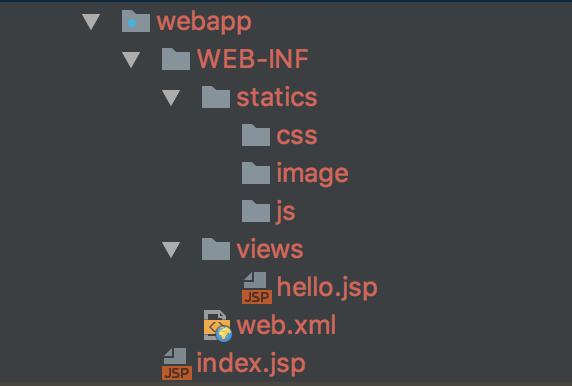 webapp
WEB-INF
statics
css
image
js
views
JSP hello.jsp
web.xml
JSP index.jsp